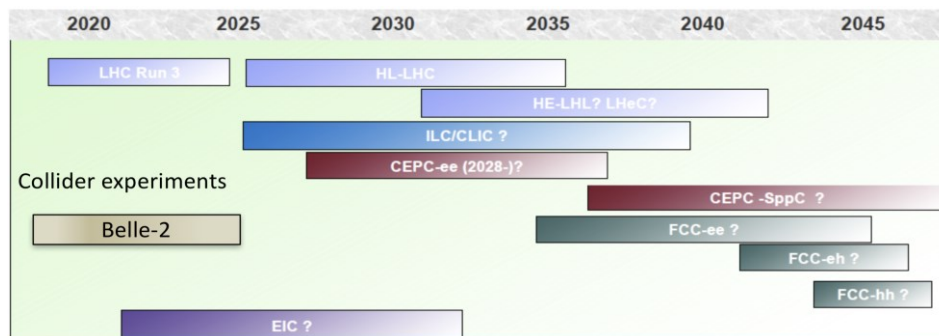 2020 2025 2030 2035 2040 2045
LHC Run 3 HL-LHC
HE-LHL? LHeC?
ILC/CLIC ?
CEPC-ee (2028-)?
Collider experiments
CEPC -SppC ?
Belle-2 FCC-ee ?
FCC-eh ?
FCC-hh ?
EIC ?